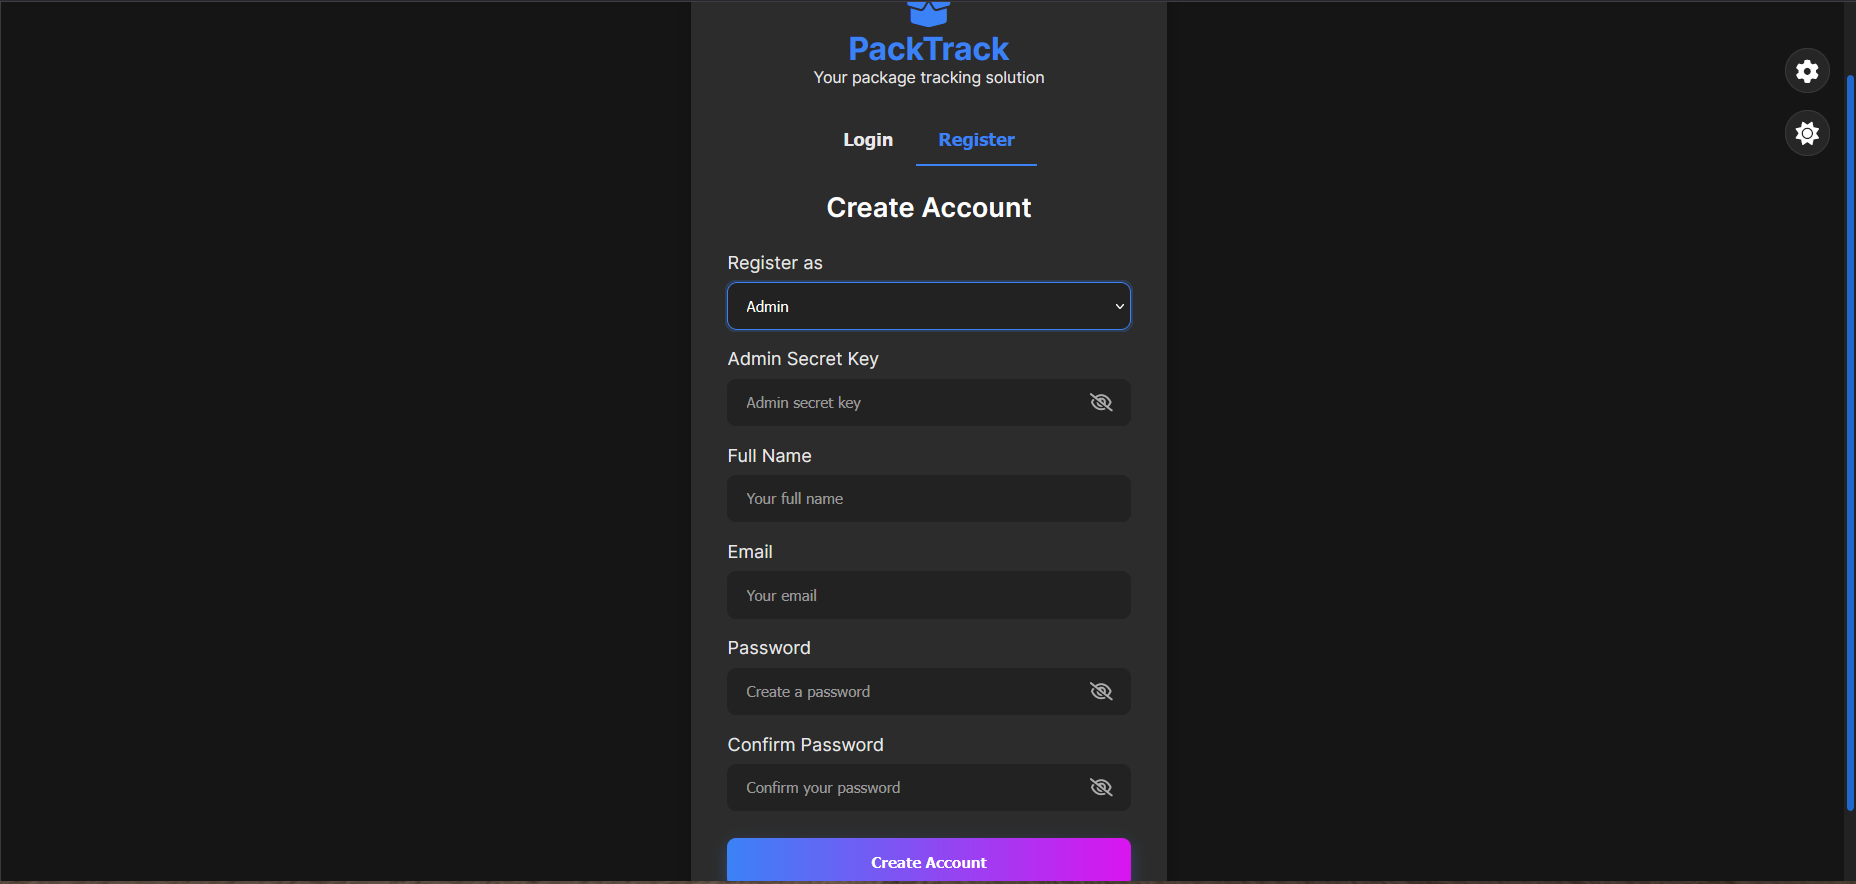 PackTrack
Your package tracking solution
Login Register
Create Account
Register as
Admin
Admin Secret Key
Admin secret key
Full Name
Your full name
Email
Your email
Password
Create a password
Confirm Password
Confirm your password
Create Account